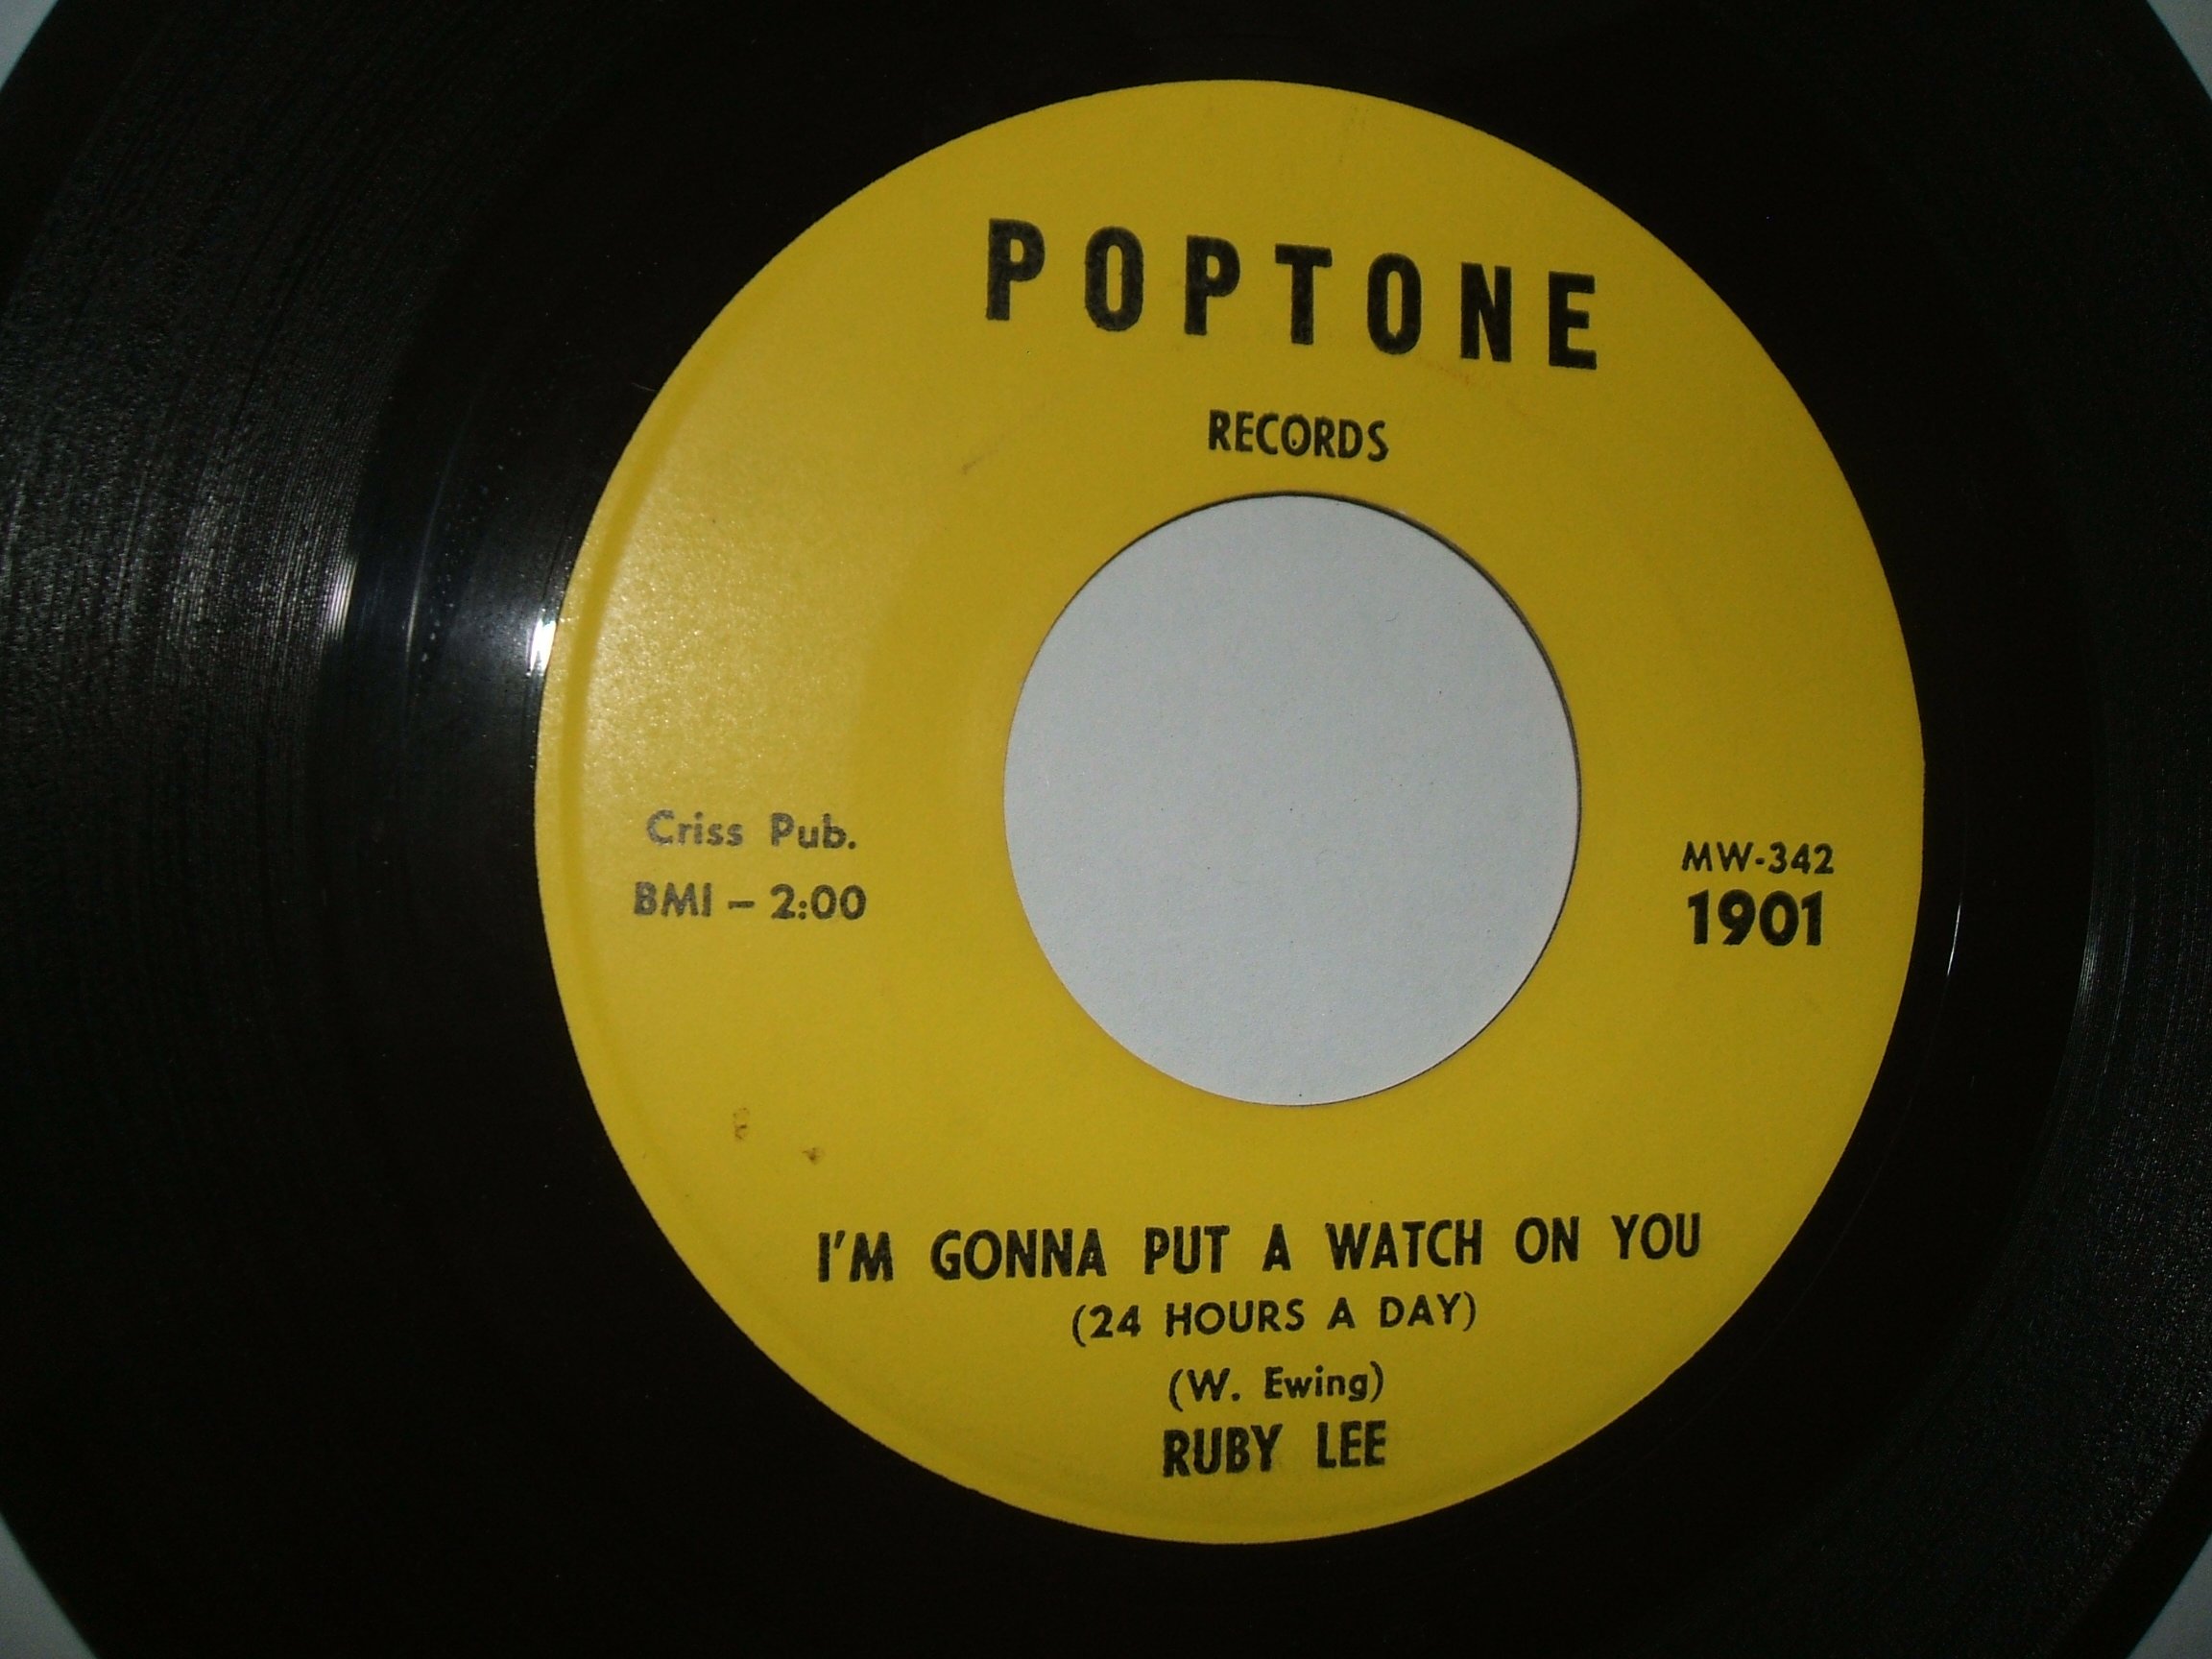 POPTONE
RECORDS
Criss Pub.
BMI – 2:00
MW-342
1901
I'M GONNA PUT A WATCH ON YOU
(24 HOURS A DAY)
(W. Ewing)
RUBY LEE